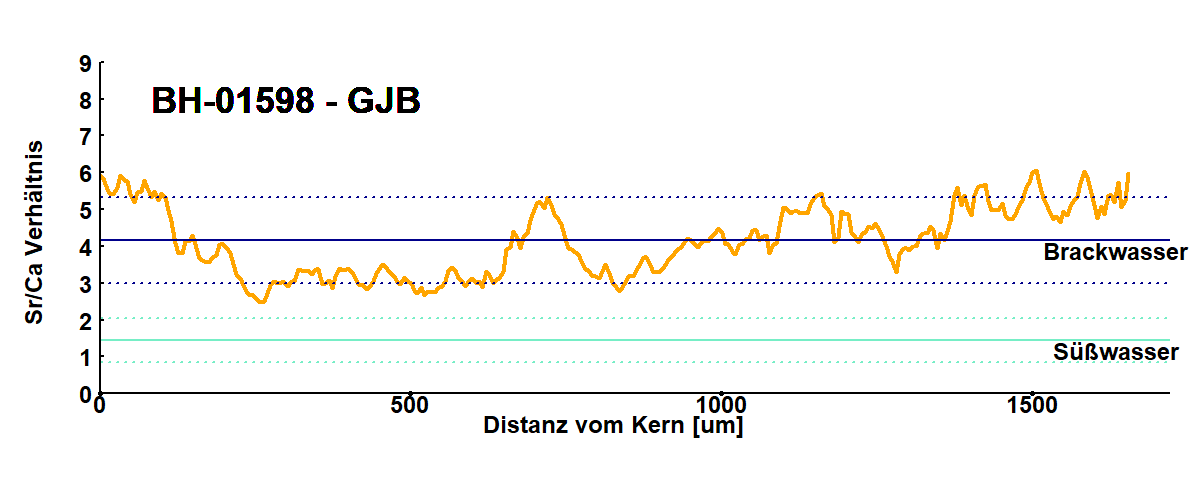 BH-01598 - GJB
Sr/Ca Verhältnis
9
8
7
6
5
4
3
2
1
0
Brackwasser
Süßwasser
0 500 1000 1500
Distanz vom Kern [um]